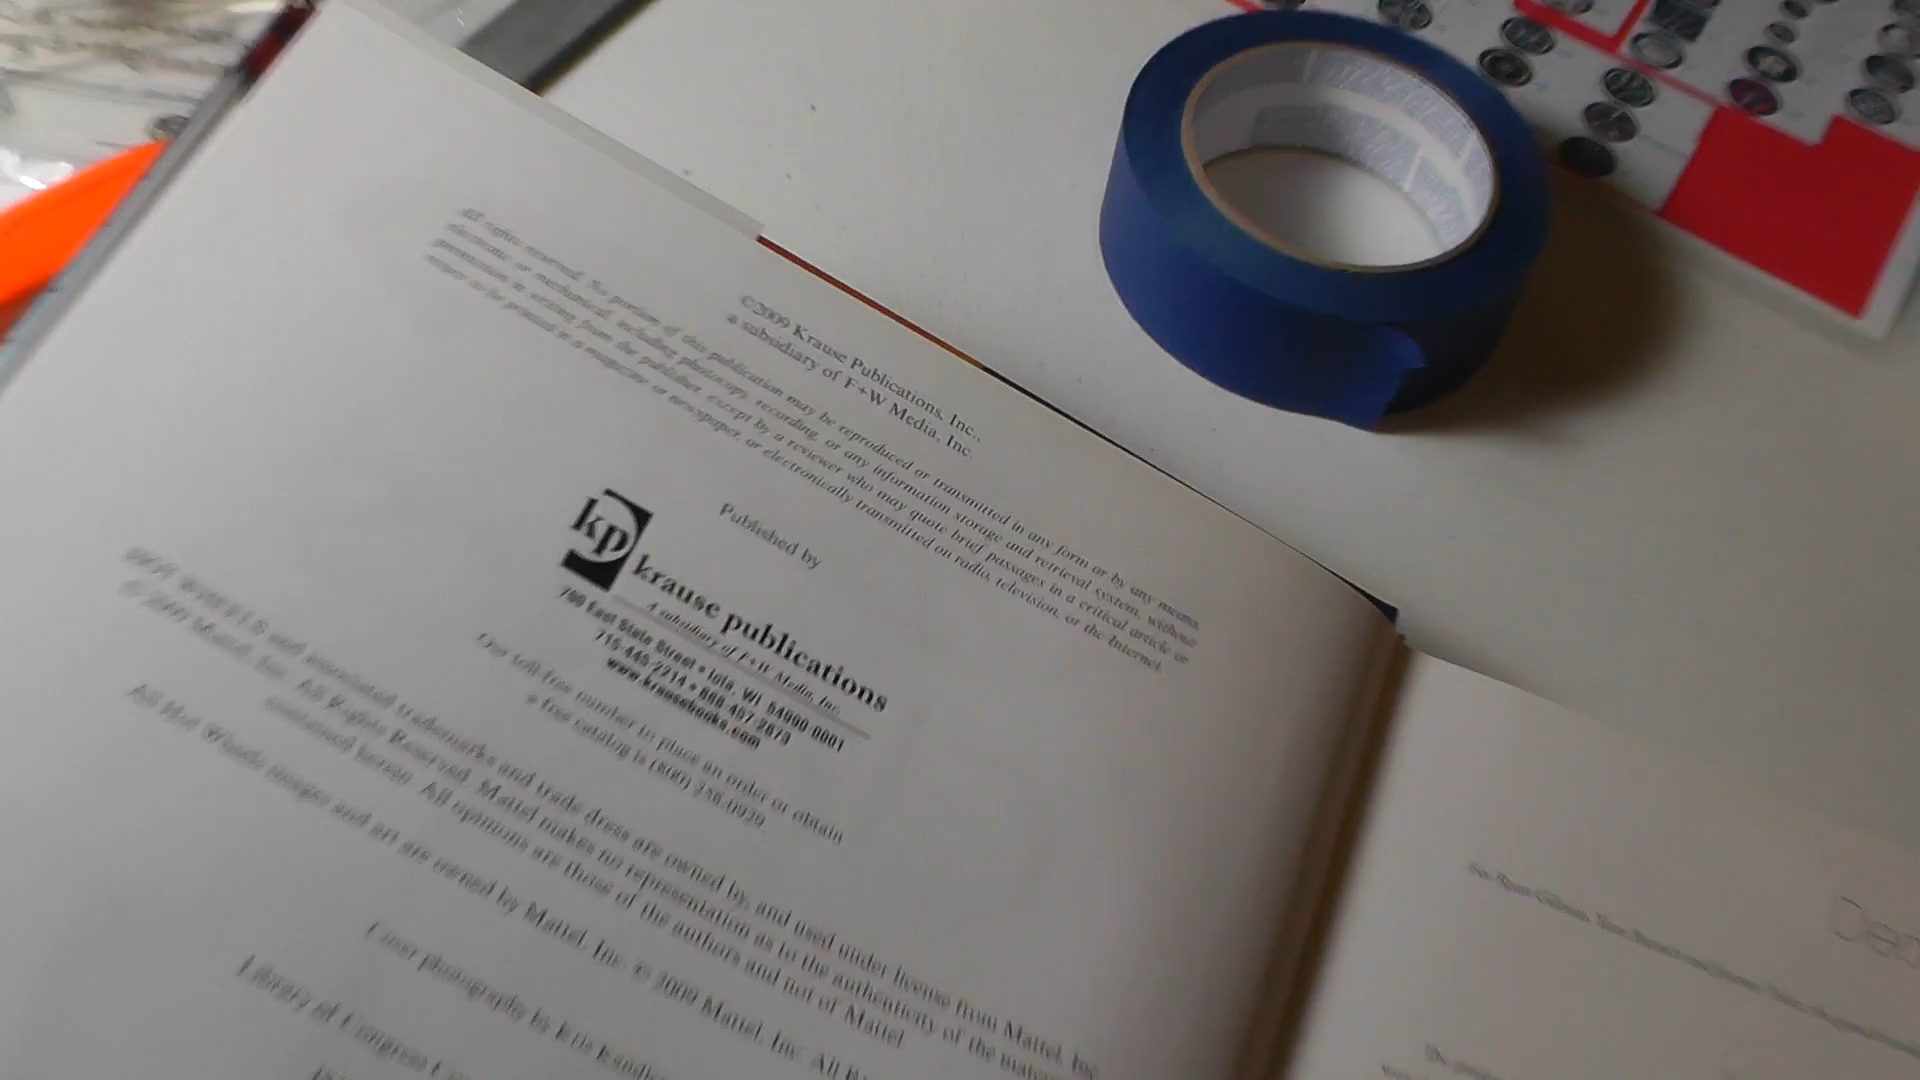 ©2009 Krause Publications, Inc.,
a subsidiary of F+W Media, Inc.
All rights reserved. No portion of this publication may be reproduced or transmitted in any form or by any means,
electronic or mechanical, including photocopy, recording, or any information storage and retrieval system, without
permission in writing from the publisher, except by a reviewer who may quote brief passages in a critical article or
to be printed in a magazine or newspaper, or electronically transmitted on radio, television, or the Internet.
Published by
kp krause publications
A subsidiary of F+W Media, Inc.
700 East State Street • Iola, WI 54990-0001
715-445-2214 • 888-457-2873
www.krausebooks.com
Our toll-free number to place an order or obtain
a free catalog is (800) 258-0929.
HOT WHEELS and associated trademarks and trade dress are owned by, and used under license from Mattel, Inc.
© 2009 Mattel, Inc. All Rights Reserved. Mattel makes no representation as to the authenticity of the
contained herein. All opinions are those of the authors and not of Mattel
All Hot Wheels images and art are owned by Mattel, Inc. © 2009 Mattel, Inc. All
Cover photography by Kris
Library of Congress